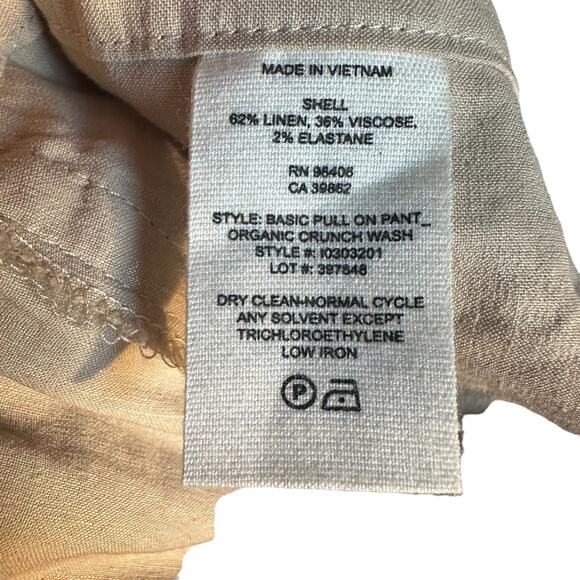 MADE IN VIETNAM
SHELL
62% LINEN, 36% VISCOSE,
2% ELASTANE
RN 98406
CA 39862
STYLE: BASIC PULL ON PANT_
ORGANIC CRUNCH WASH
STYLE #: I0303201
LOT #: 397848
DRY CLEAN-NORMAL CYCLE
ANY SOLVENT EXCEPT
TRICHLOROETHYLENE
LOW IRON
P